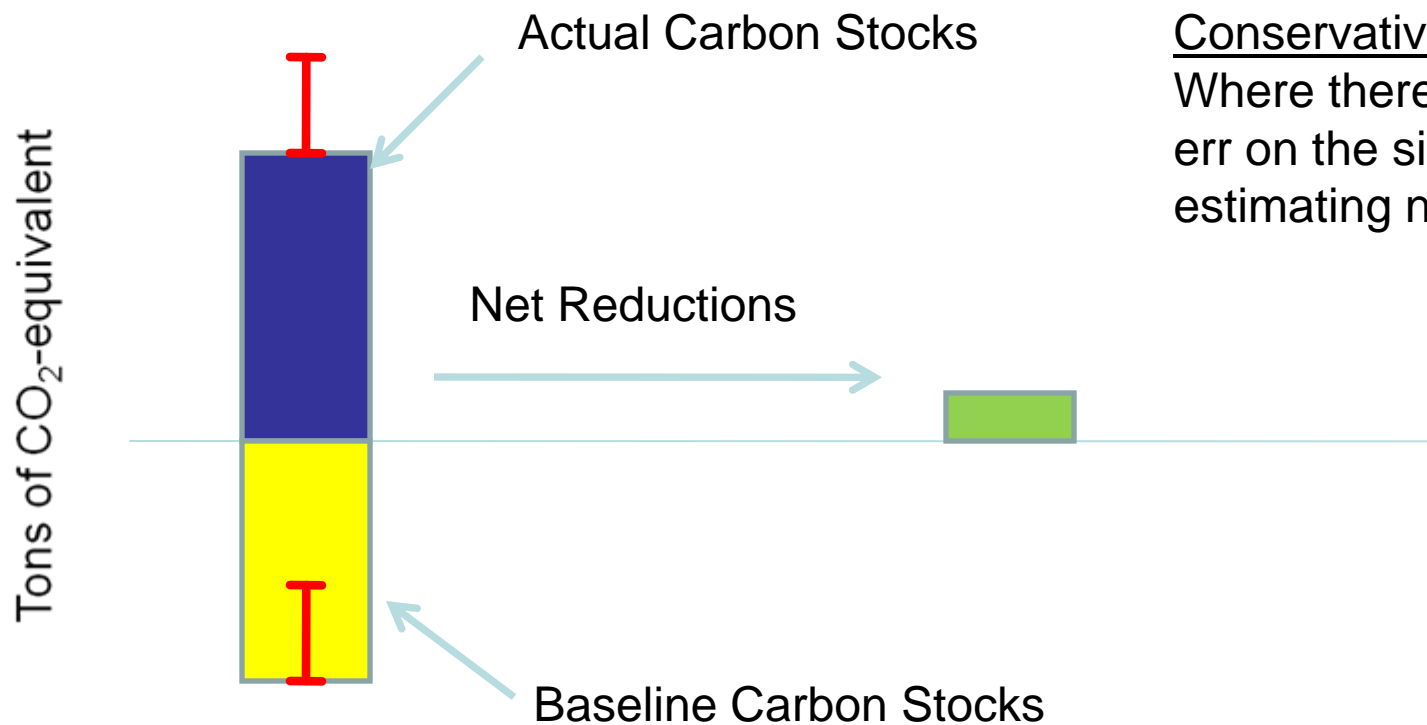 Actual Carbon Stocks
Conservativ
Where there
err on the si
estimating n
Tons of CO₂-equivalent
Net Reductions
Baseline Carbon Stocks